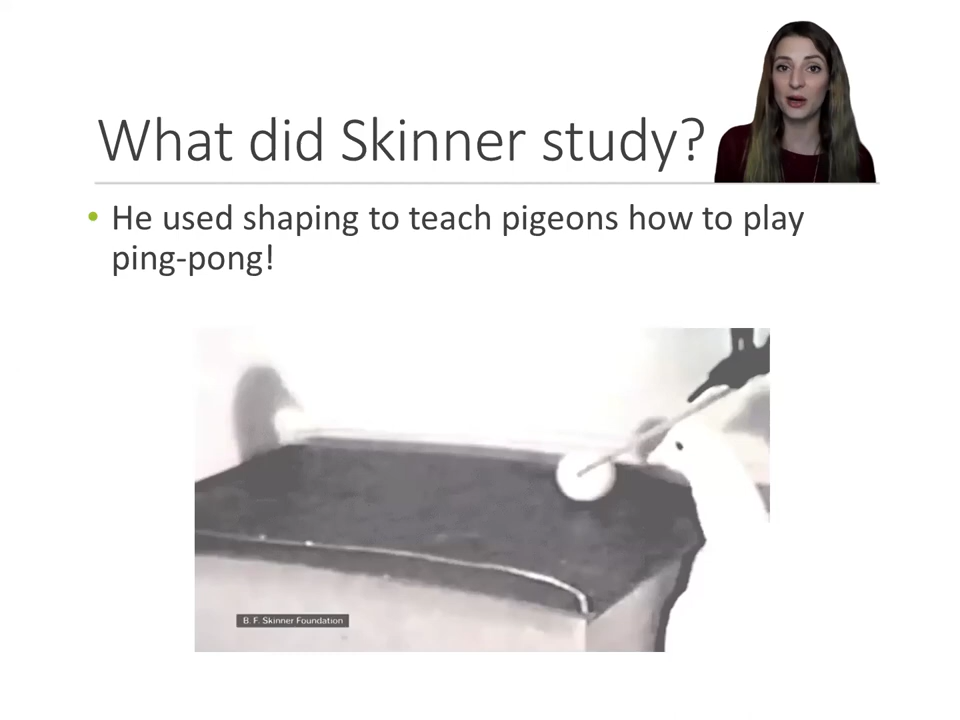 What did Skinner study?
• He used shaping to teach pigeons how to play
ping-pong!
B. F. Skinner Foundation